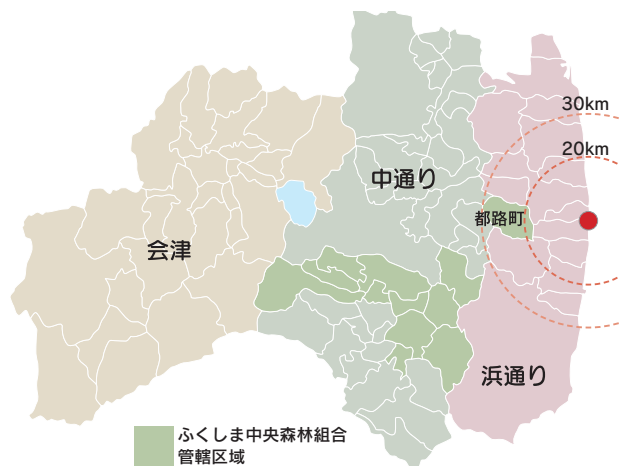 30km
20km
中通り
都路町
会津
浜通り
ふくしま中央森林組合
管轄区域